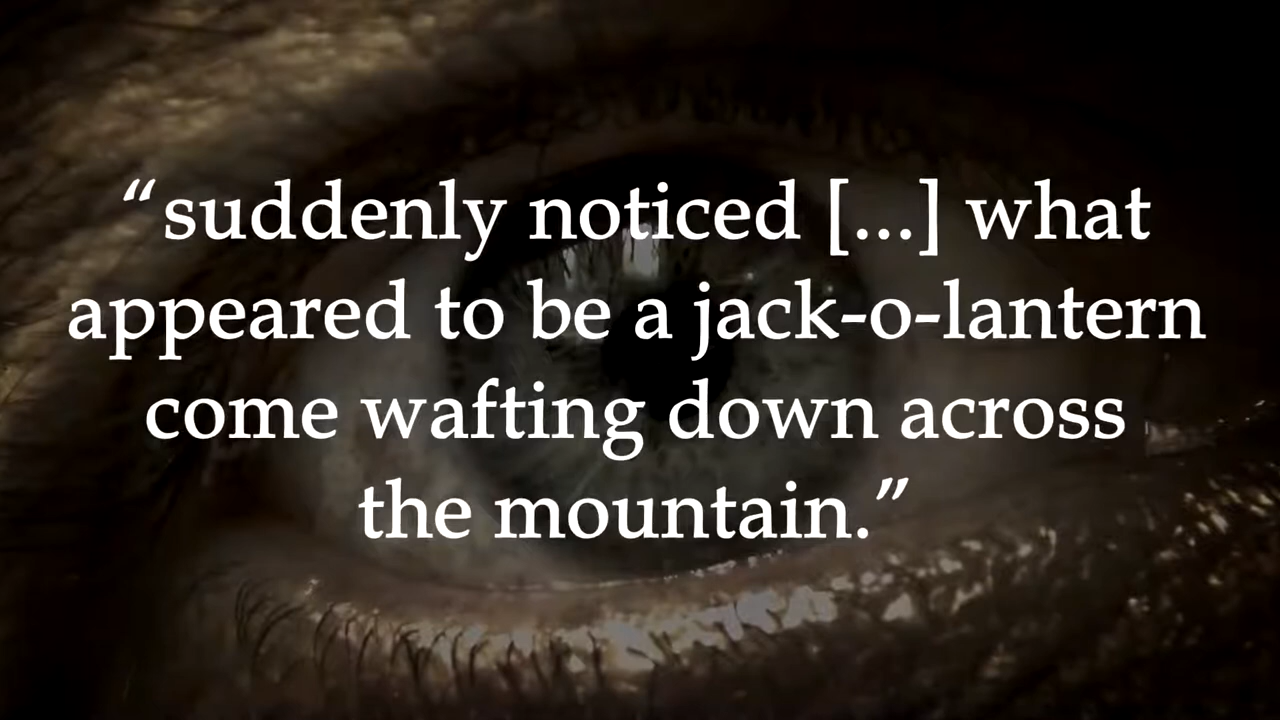 “suddenly noticed [...] what
appeared to be a jack-o-lantern
come wafting down across
the mountain.”